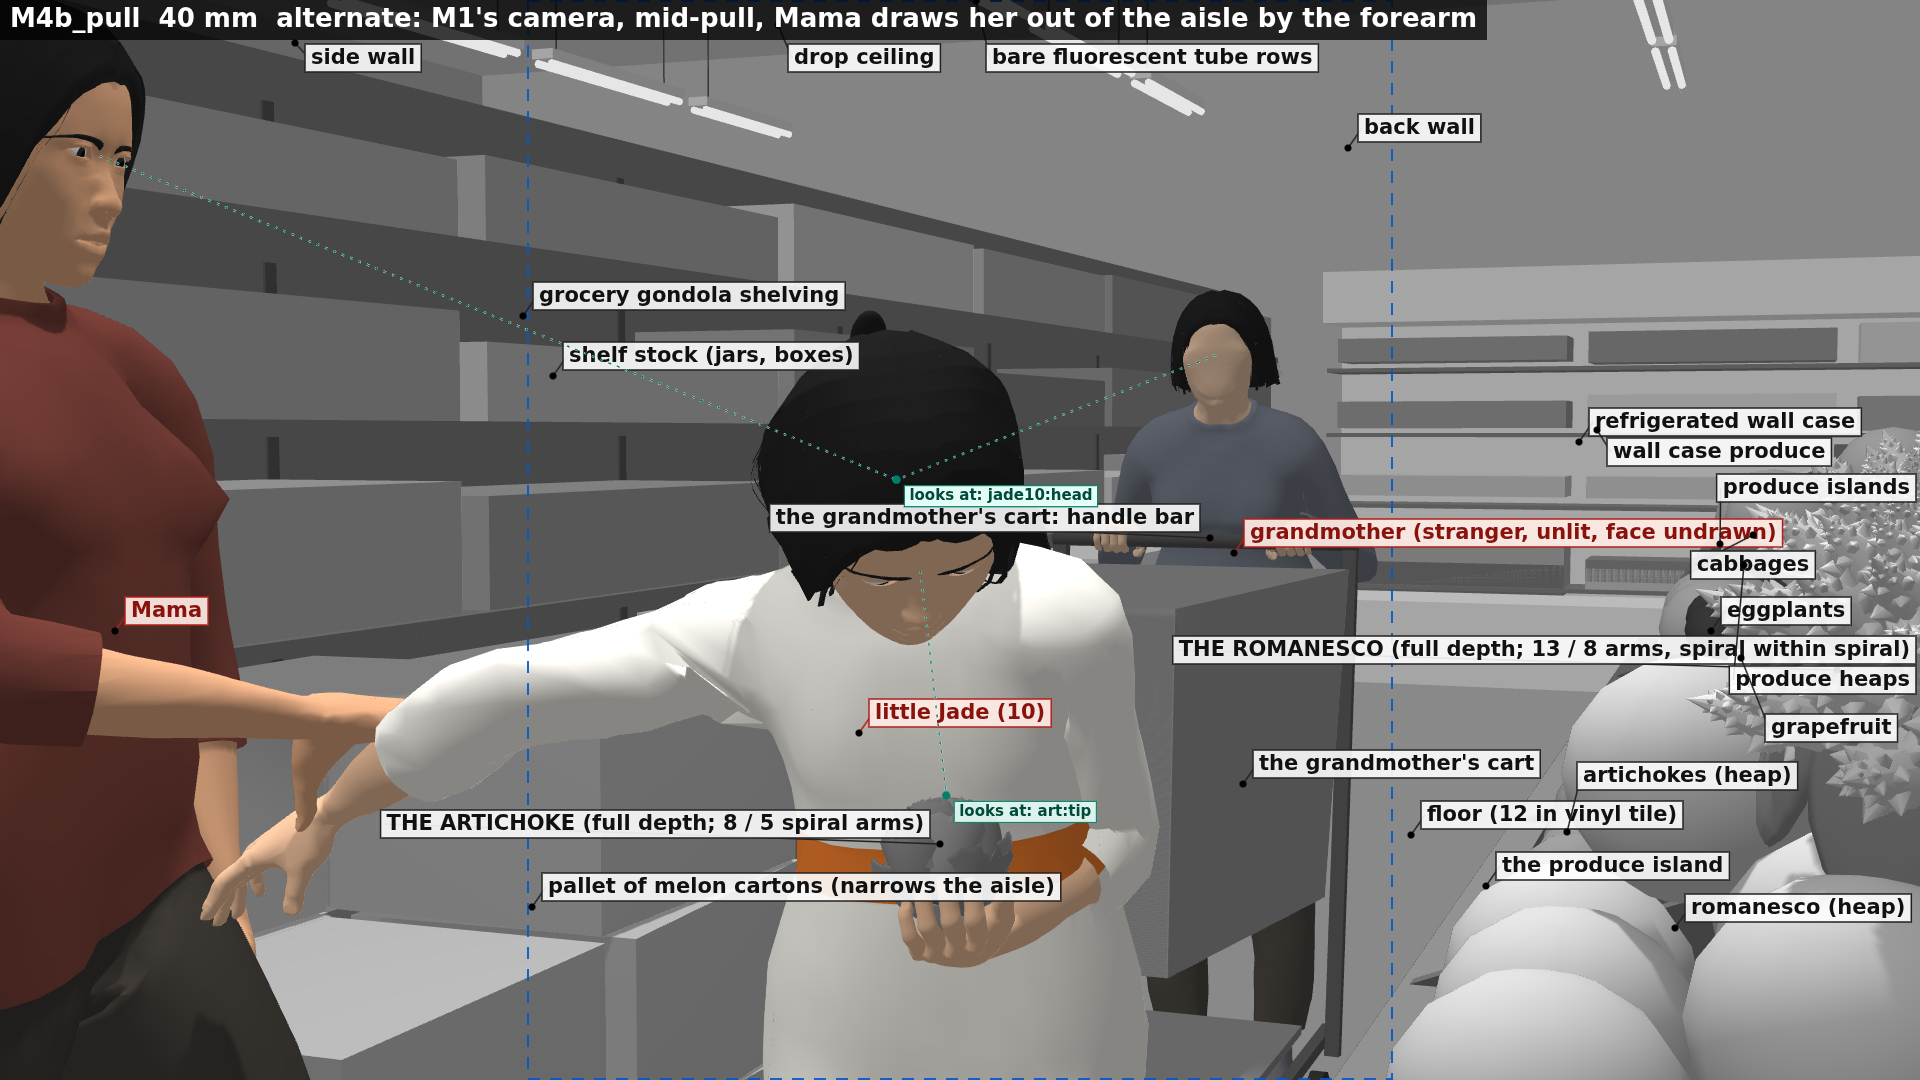 M4b_pull 40 mm alternate: M1's camera, mid-pull, Mama draws her out of the aisle by the forearm
side wall
drop ceiling
bare fluorescent tube rows
back wall
grocery gondola shelving
shelf stock (jars, boxes)
refrigerated wall case
wall case produce
produce islands
looks at: jade10:head
the grandmother's cart: handle bar
grandmother (stranger, unlit, face undrawn)
cabbages
Mama
eggplants
THE ROMANESCO (full depth; 13 / 8 arms, spiral within spiral)
produce heaps
little Jade (10)
grapefruit
the grandmother's cart
artichokes (heap)
looks at: art:tip
floor (12 in vinyl tile)
THE ARTICHOKE (full depth; 8 / 5 spiral arms)
the produce island
pallet of melon cartons (narrows the aisle)
romanesco (heap)